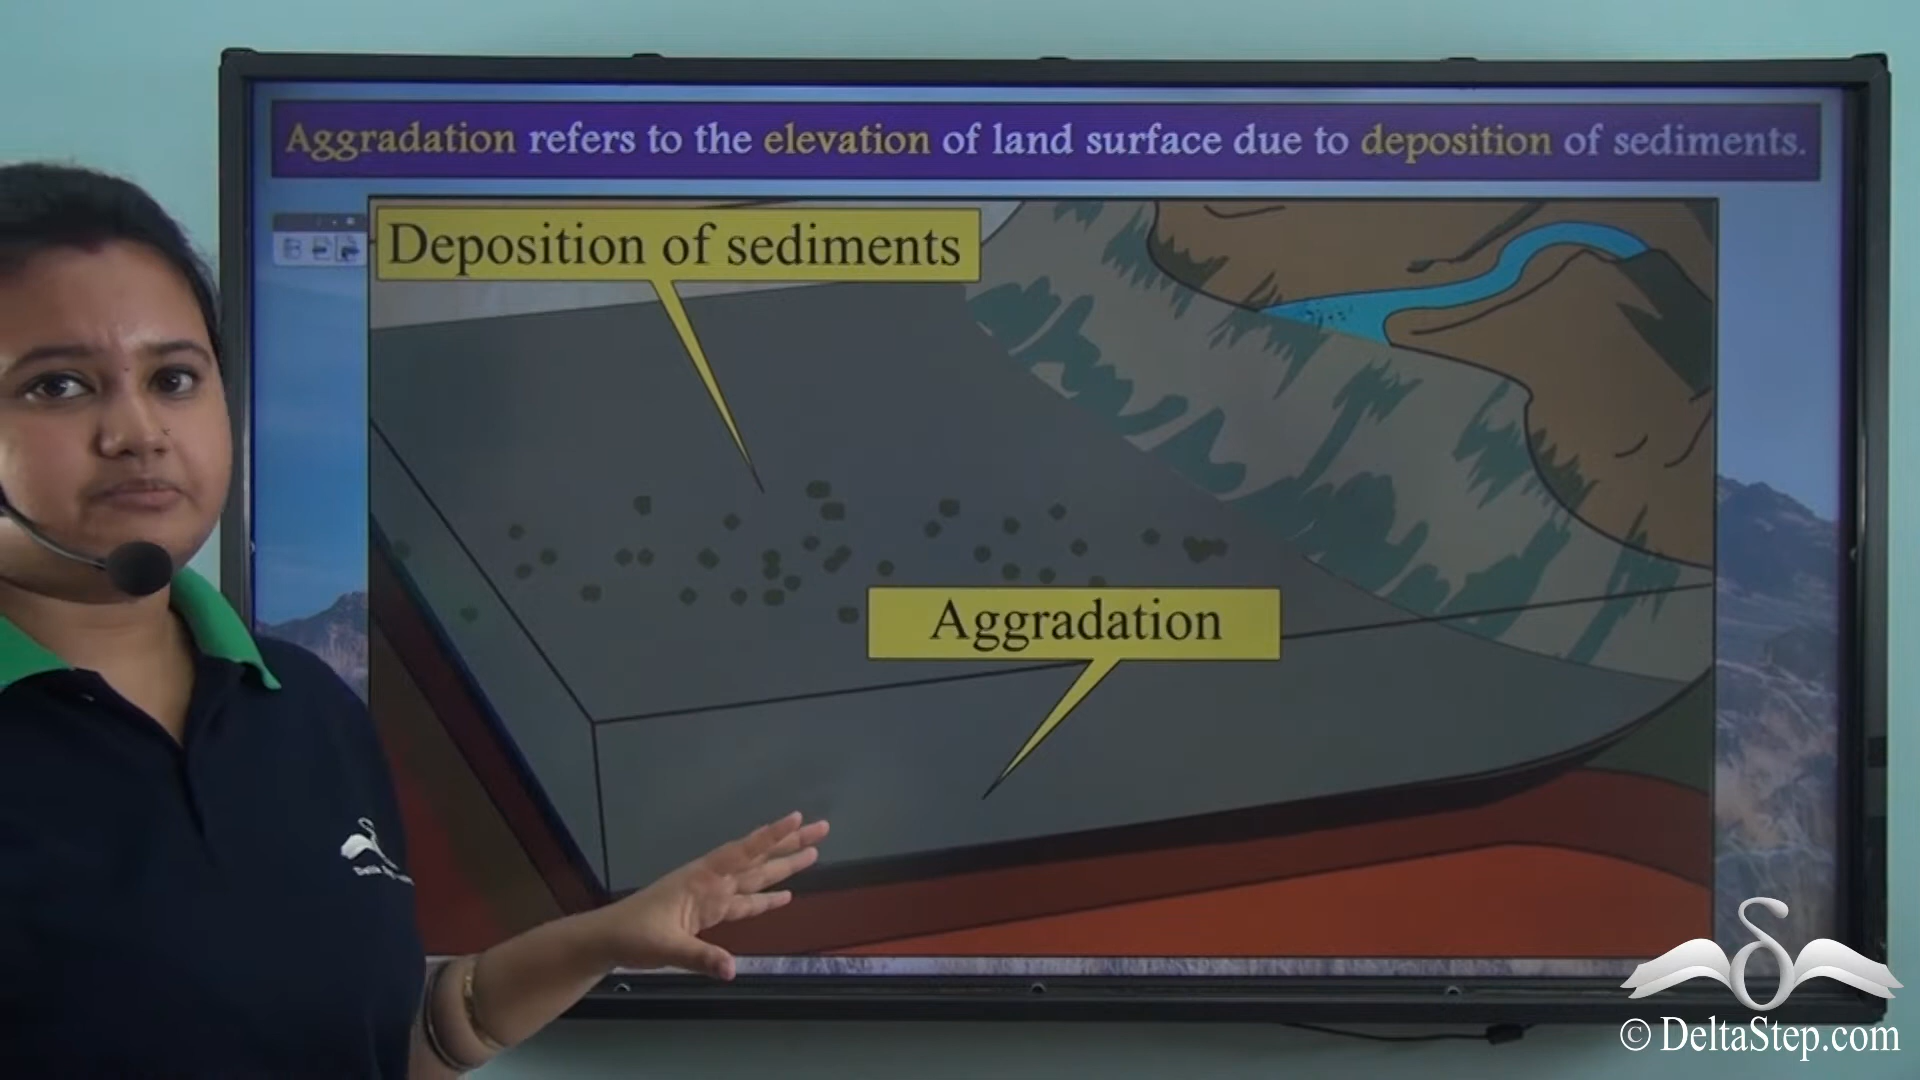 Aggradation refers to the elevation of land surface due to deposition of sediments.
Deposition of sediments
Aggradation
© DeltaStep.com